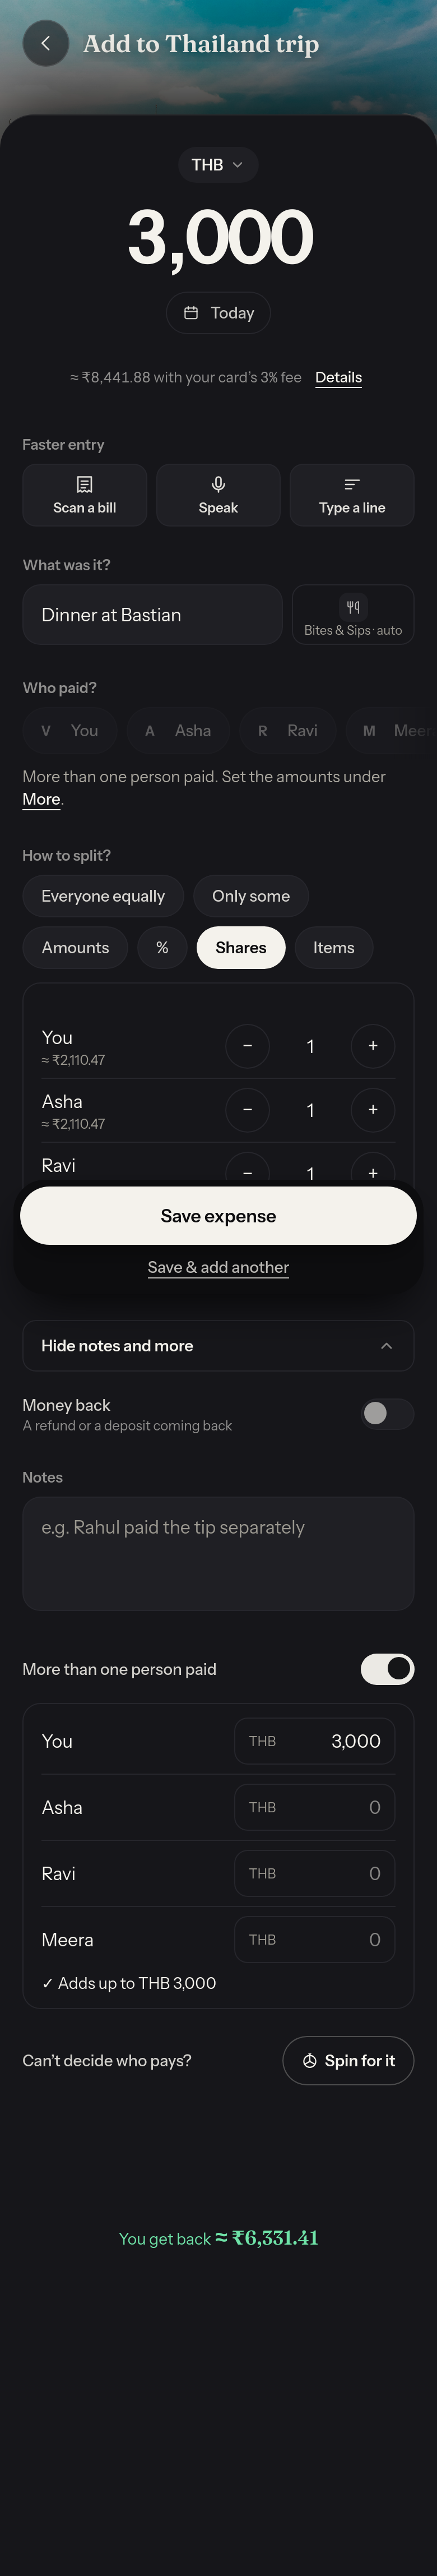 Add to Thailand trip
THB
3,000
Today
≈ ₹8,441.88 with your card's 3% fee Details
Faster entry
Scan a bill
Speak
Type a line
What was it?
Dinner at Bastian
Bites & Sips · auto
Who paid?
V You
A Asha
R Ravi
M Meer
More than one person paid. Set the amounts under
More.
How to split?
Everyone equally
Only some
Amounts
%
Shares
Items
You
≈ ₹2,110.47
− 1 +
Asha
≈ ₹2,110.47
− 1 +
Ravi
− 1 +
Save expense
Save & add another
Hide notes and more
Money back
A refund or a deposit coming back
Notes
e.g. Rahul paid the tip separately
More than one person paid
You THB 3,000
Asha THB 0
Ravi THB 0
Meera THB 0
✓ Adds up to THB 3,000
Can't decide who pays? Spin for it
You get back ≈ ₹6,331.41